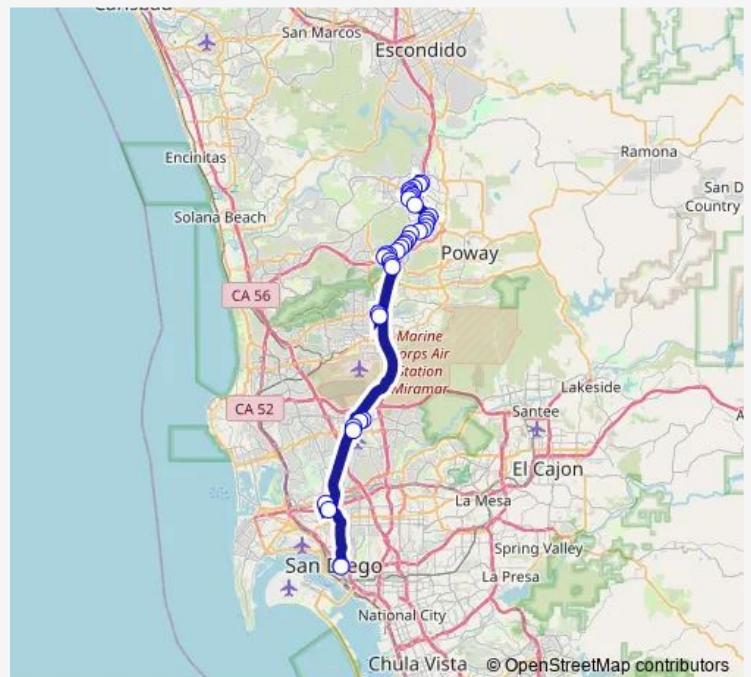 San Marcos
Escondido
Encinitas
Ramona
San D
Country
Solana Beach
Poway
CA 56
Marine
orps Air
Station
Miramar
Lakeside
CA 52
Santee
El Cajon
La Mesa
Spring Valley
San Diego
La Presa
National City
Chula Vista
© OpenStreetMap contributors